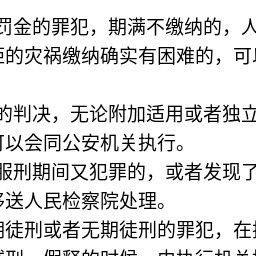 罚金的罪犯，期满不缴纳的，人
的灾祸缴纳确实有困难的，可
的判决，无论附加适用或者独立
可以会同公安机关执行。
服刑期间又犯罪的，或者发现了
移送人民检察院处理。
期徒刑或者无期徒刑的罪犯，在